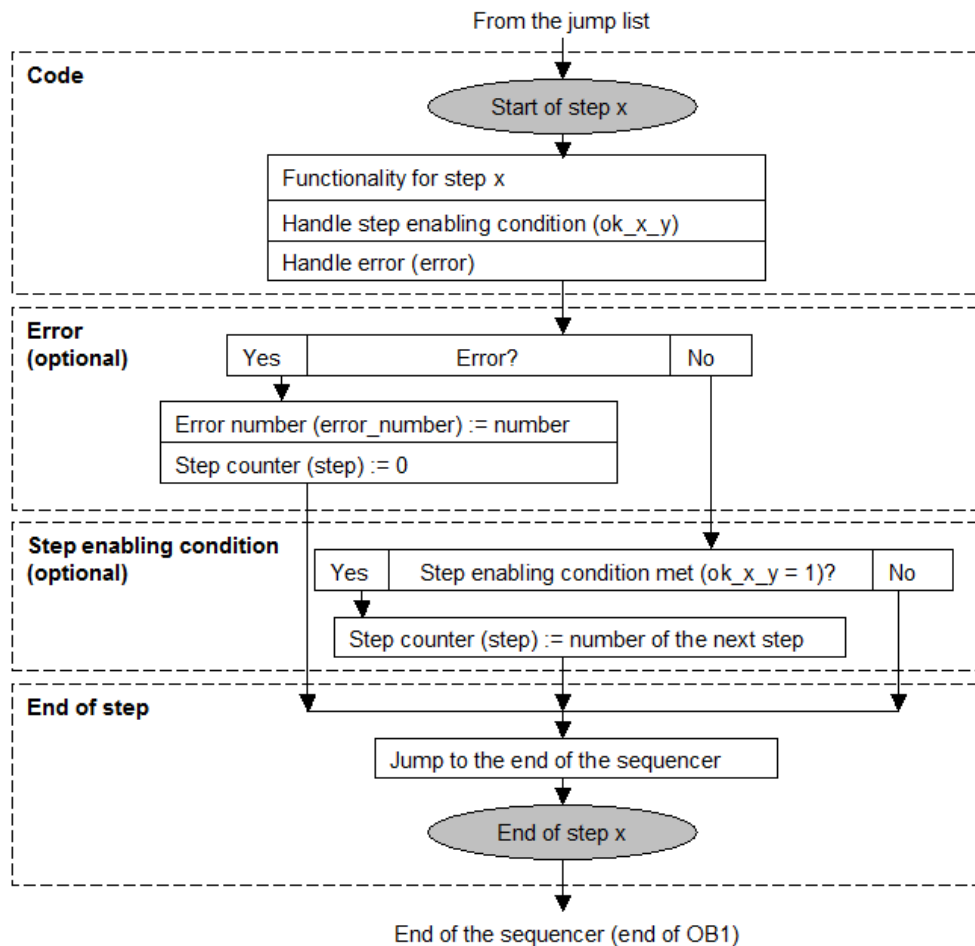 From the jump list
Code
Start of step x
Functionality for step x
Handle step enabling condition (ok_x_y)
Handle error (error)
Error
(optional)
Yes
Error?
No
Error number (error_number) := number
Step counter (step) := 0
Step enabling condition
(optional)
Yes
Step enabling condition met (ok_x_y = 1)?
No
Step counter (step) := number of the next step
End of step
Jump to the end of the sequencer
End of step x
End of the sequencer (end of OB1)